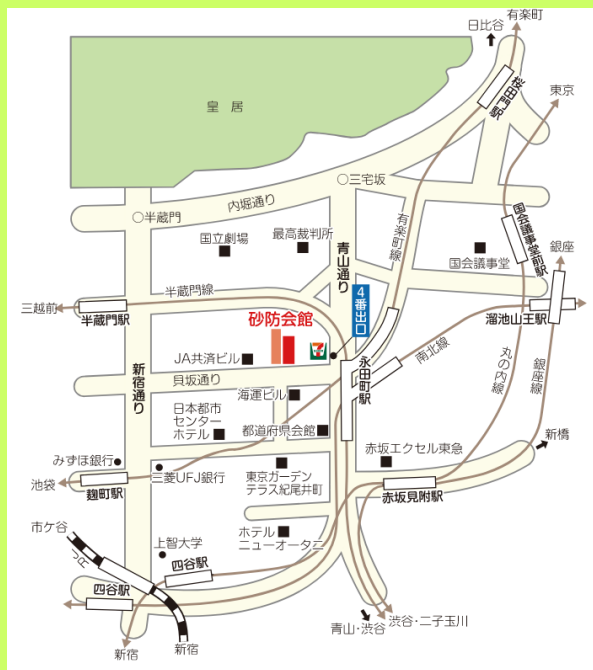 有楽町
日比谷
桜田門駅
東京
皇 居
三宅坂
内堀通り
半蔵門
国会議事堂前駅
国立劇場
最高裁判所
青山通り
有楽町線
国会議事堂
銀座
半蔵門線
4番出口
三越前
半蔵門駅
砂防会館
溜池山王駅
新宿通り
JA共済ビル
7
永田町駅
南北線
丸の内線
銀座線
貝坂通り
海運ビル
日本都市
センター
ホテル
都道府県会館
新橋
赤坂エクセル東急
みずほ銀行
三菱UFJ銀行
東京ガーデン
テラス紀尾井町
池袋
麹町駅
赤坂見附駅
市ケ谷
JR
上智大学
ホテル
ニューオータニ
四谷駅
四谷駅
青山・渋谷
渋谷・二子玉川
新宿
新宿